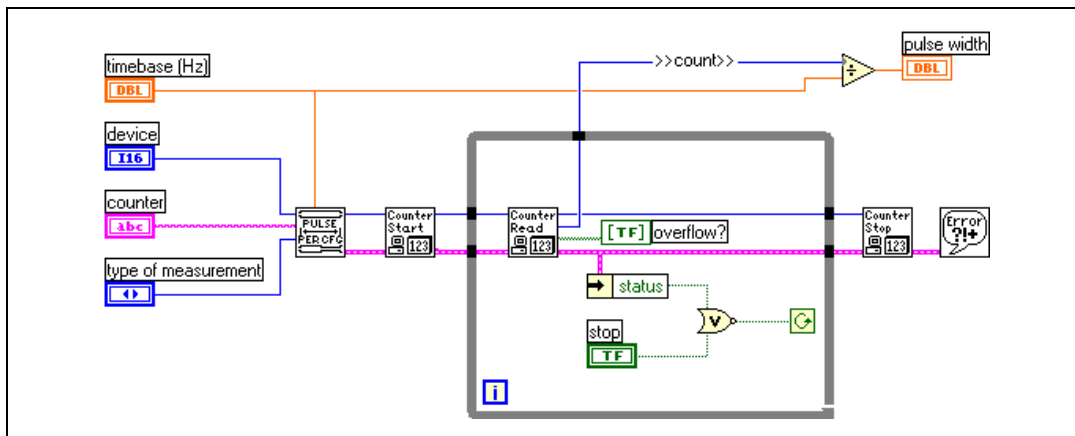 timebase (Hz)
DBL
device
I16
counter
abc
type of measurement
PULSE
PER CFG
Counter
Start
123
Counter
Read
123
[TF] overflow?
status
stop
TF
V
i
>>count>>
÷
pulse width
DBL
Counter
Stop
123
Error
?!+